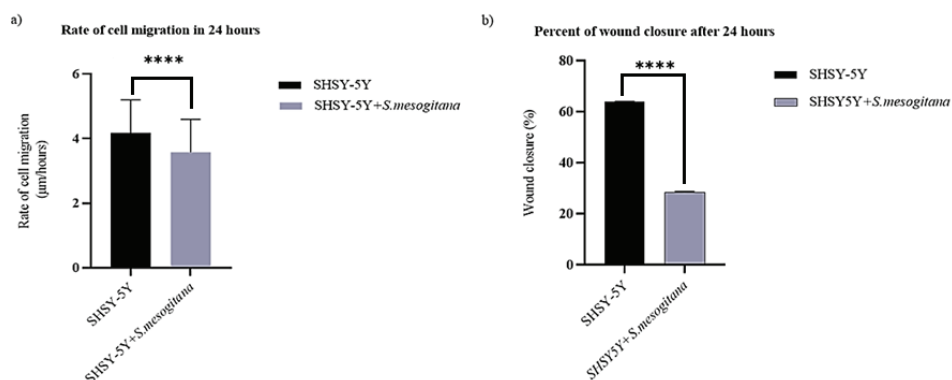 a)
Rate of cell migration in 24 hours
****
6
4
2
0
Rate of cell migration
(µm/hours)
SHSY-5Y
SHSY-5Y+S.mesogitana
SHSY-5Y
SHSY-5Y+S.mesogitana
b)
Percent of wound closure after 24 hours
****
80
60
40
20
0
Wound closure (%)
SHSY-5Y
SHSY5Y+S.mesogitana
SHSY-5Y
SHSY5Y+S.mesogitana